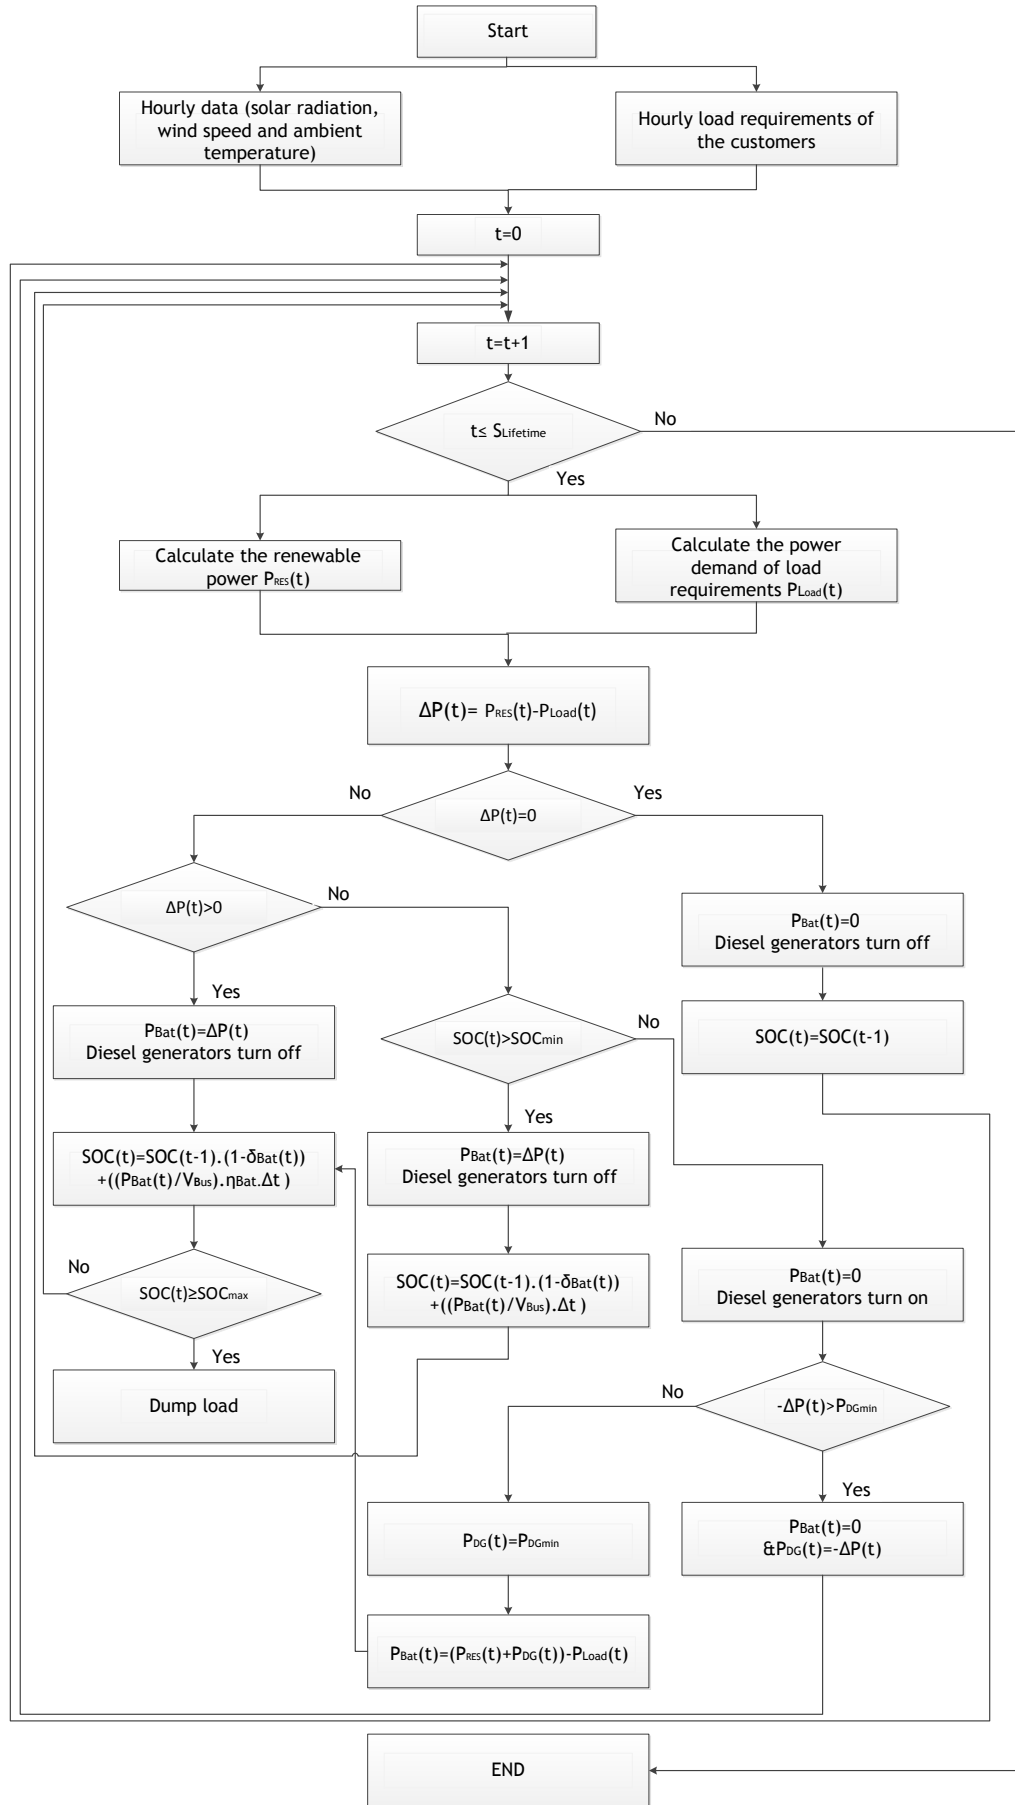 Start
Hourly data (solar radiation,
wind speed and ambient
temperature)
Hourly load requirements of
the customers
t=0
t=t+1
t≤ SLifetime
No
Yes
Calculate the renewable
power PRES(t)
Calculate the power
demand of load
requirements PLoad(t)
ΔP(t)= PRES(t)-PLoad(t)
No
Yes
ΔP(t)=0
ΔP(t)>0
No
PBat(t)=0
Diesel generators turn off
Yes
PBat(t)=ΔP(t)
Diesel generators turn off
SOC(t)>SOCmin
No
SOC(t)=SOC(t-1)
Yes
SOC(t)=SOC(t-1).(1-δBat(t))
+((PBat(t)/VBus).ηBat.Δt )
PBat(t)=ΔP(t)
Diesel generators turn off
No
SOC(t)≥SOCmax
SOC(t)=SOC(t-1).(1-δBat(t))
+((PBat(t)/VBus).Δt )
PBat(t)=0
Diesel generators turn on
Yes
Dump load
No
-ΔP(t)>PDGmin
Yes
PDG(t)=PDGmin
PBat(t)=0
&PDG(t)=-ΔP(t)
PBat(t)=(PRES(t)+PDG(t))-PLoad(t)
END